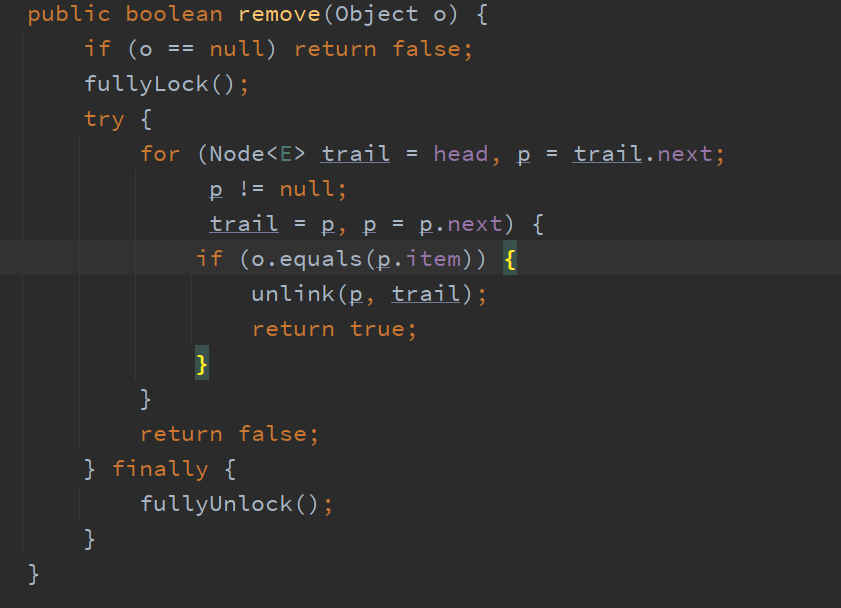 public boolean remove(Object o) {
    if (o == null) return false;
    fullyLock();
    try {
        for (Node<E> trail = head, p = trail.next;
             p != null;
             trail = p, p = p.next) {
            if (o.equals(p.item)) {
                unlink(p, trail);
                return true;
            }
        }
        return false;
    } finally {
        fullyUnlock();
    }
}